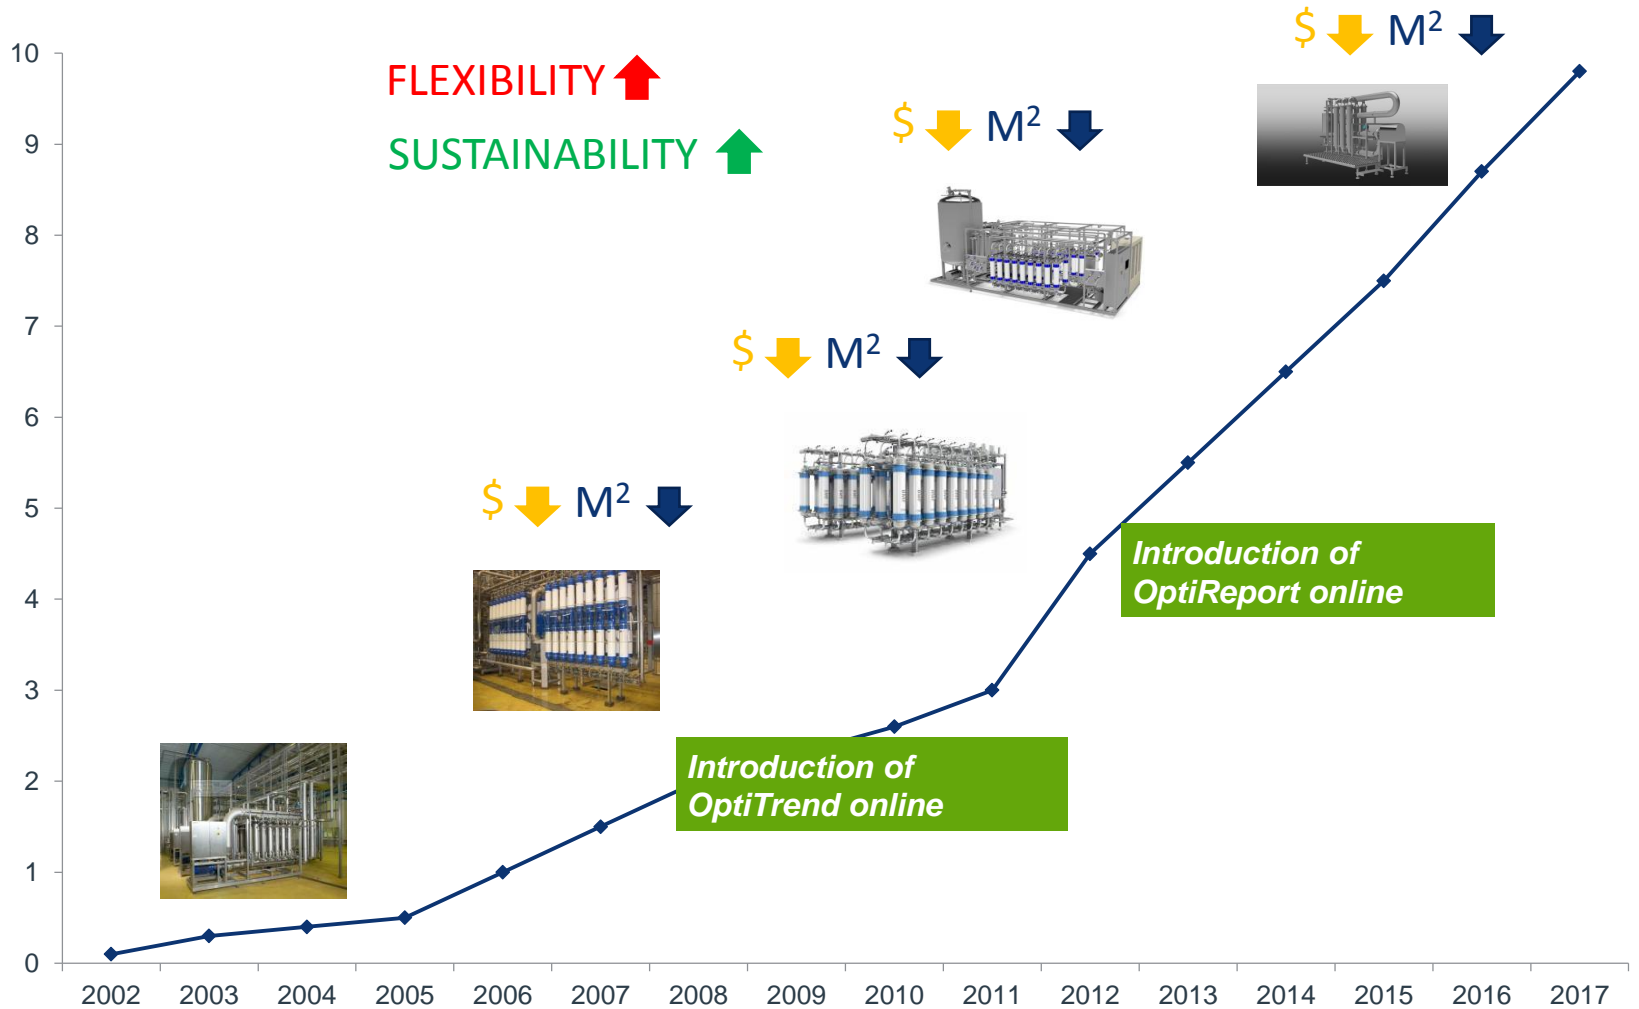 $ M²
10
FLEXIBILITY
$ M²
9
SUSTAINABILITY
8
7
$ M²
6
5
$ M²
Introduction of
OptiReport online
4
3
Introduction of
OptiTrend online
2
1
0
2002 2003 2004 2005 2006 2007 2008 2009 2010 2011 2012 2013 2014 2015 2016 2017